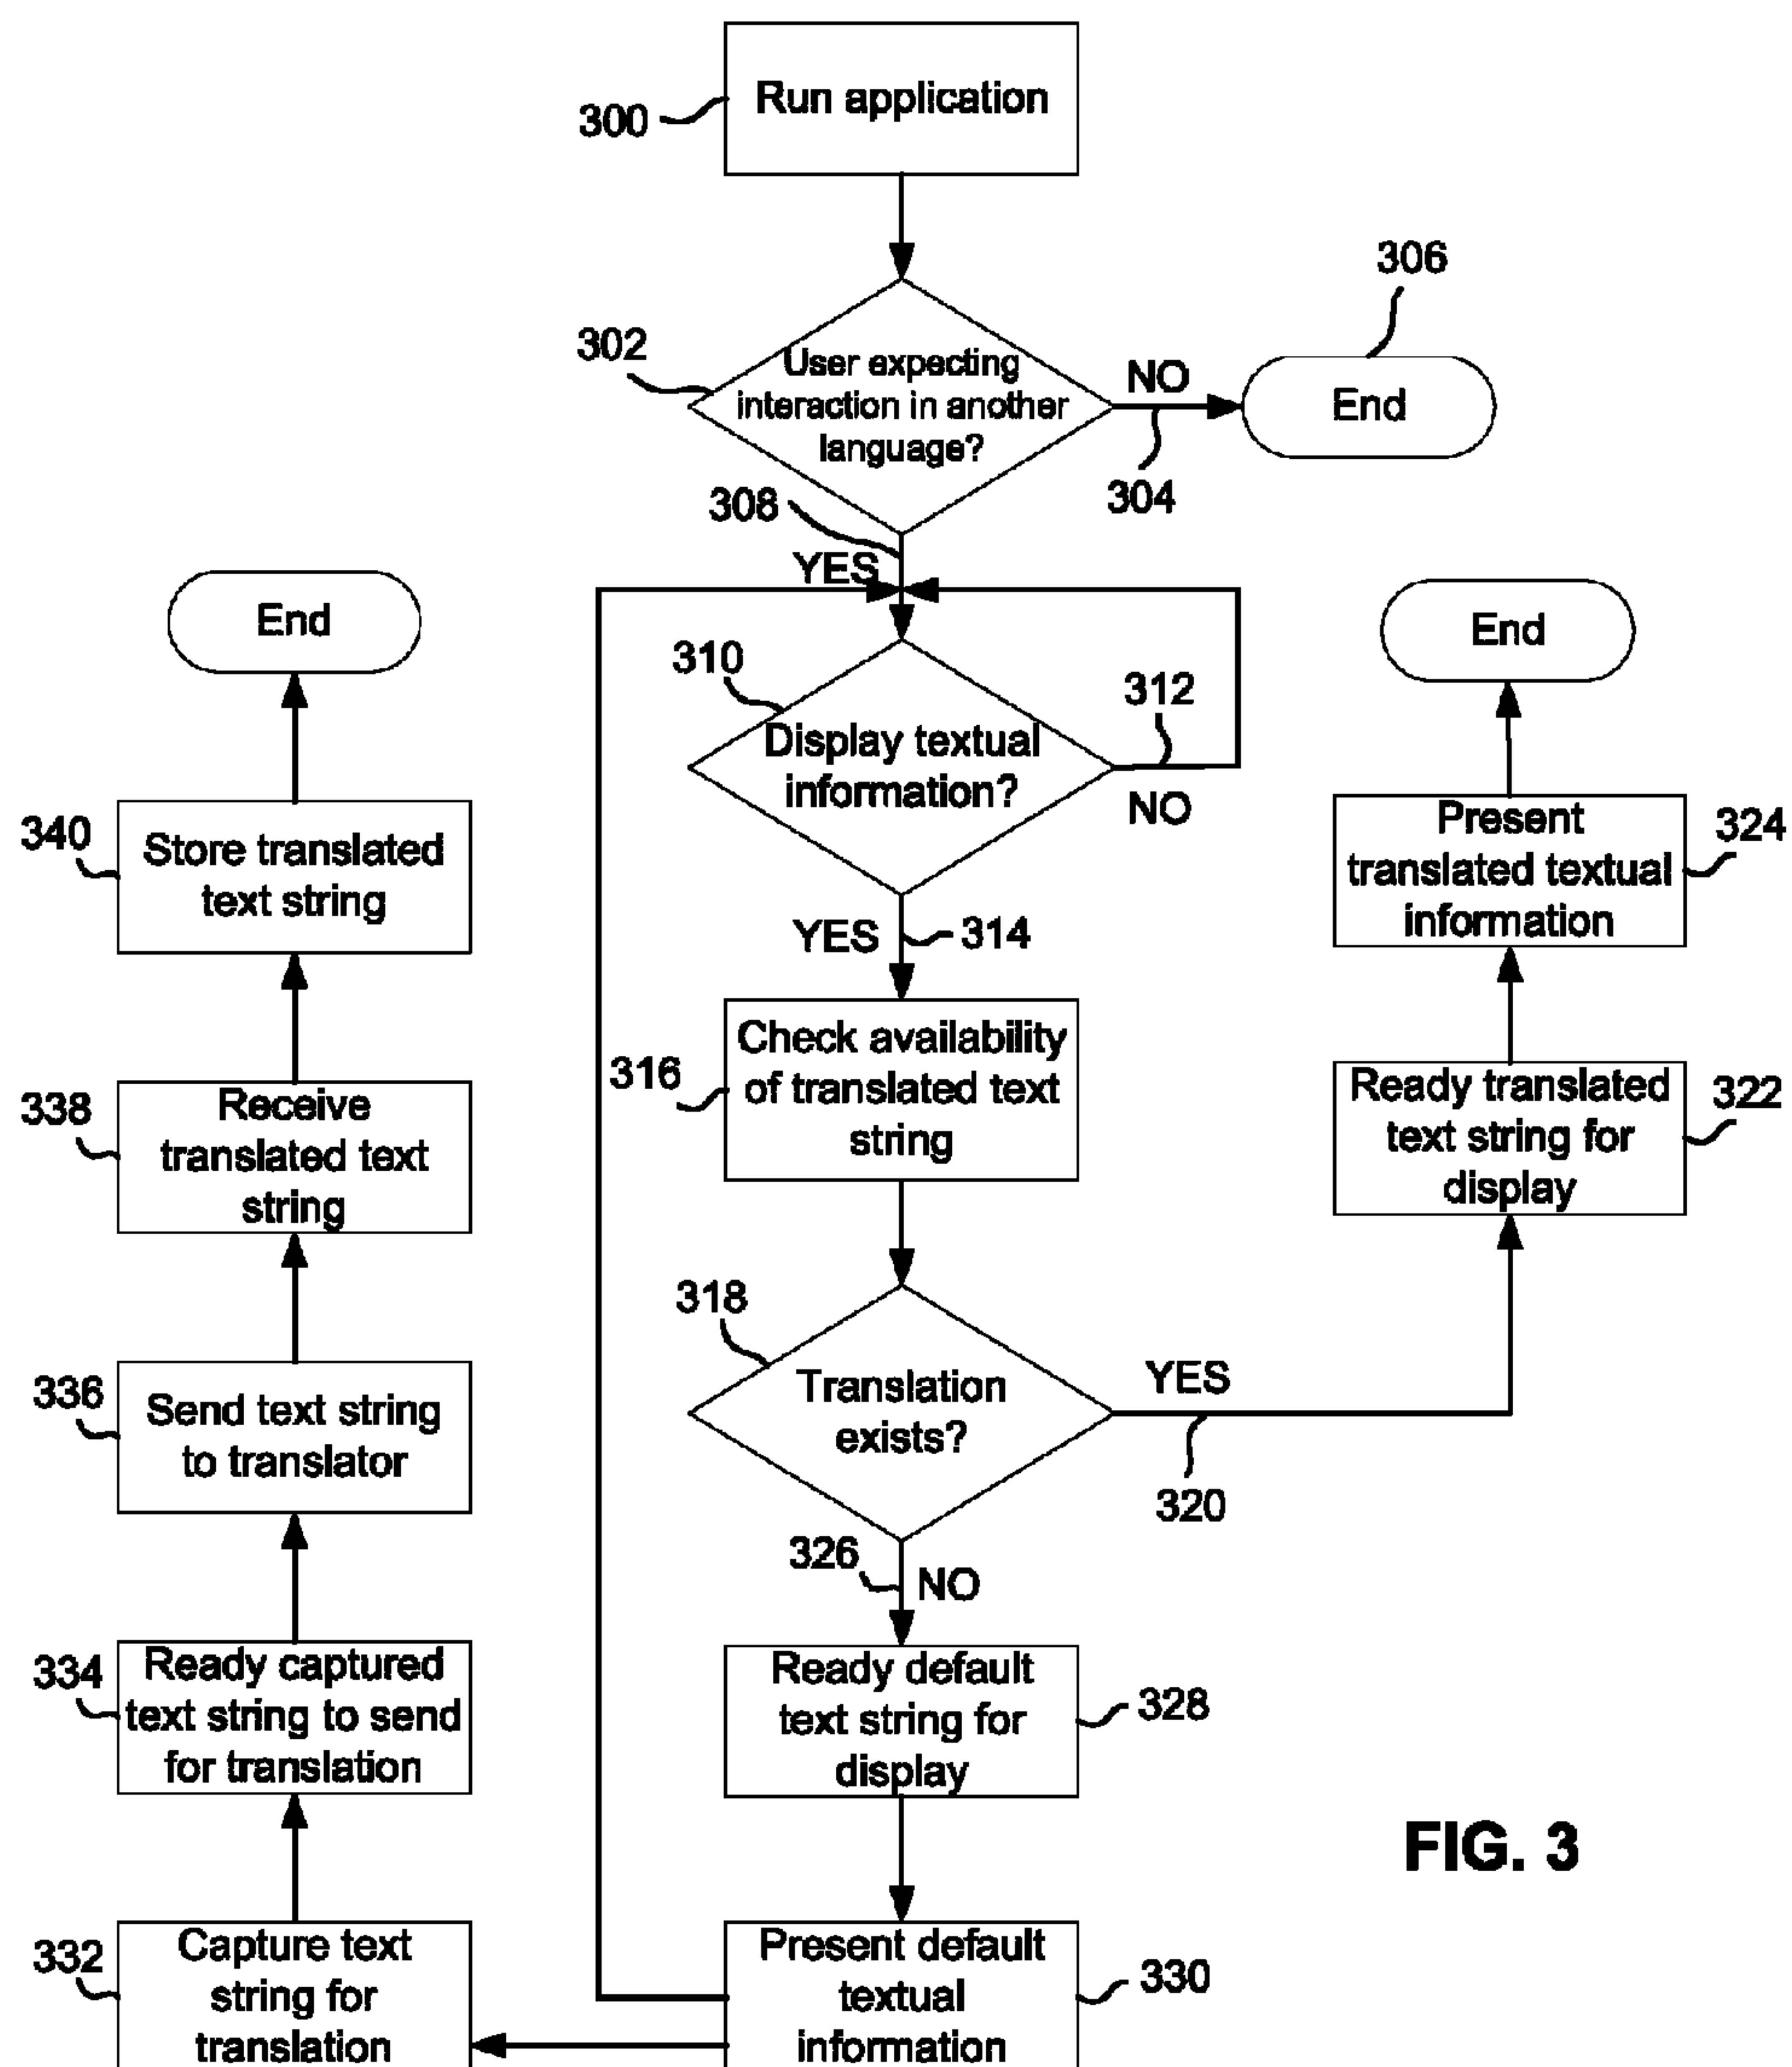 Run application
300
306
302
User expecting
interaction in another
language?
NO
End
304
308
YES
End
End
310
312
Display textual
information?
NO
340
Store translated
text string
Present
translated textual
information
324
YES
314
316
Check availability
of translated text
string
338
Receive
translated text
string
Ready translated
text string for
display
322
318
Translation
exists?
YES
320
336
Send text string
to translator
326
NO
334
Ready captured
text string to send
for translation
Ready default
text string for
display
328
FIG. 3
332
Capture text
string for
translation
Present default
textual
information
330